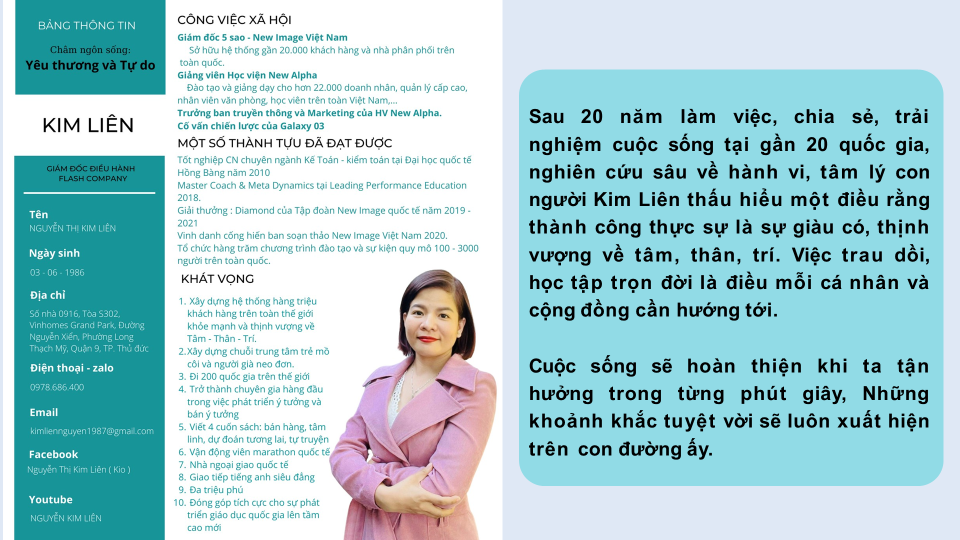 BẢNG THÔNG TIN
Châm ngôn sống:
Yêu thương và Tự do
KIM LIÊN
GIÁM ĐỐC ĐIỀU HÀNH
FLASH COMPANY
Tên
NGUYỄN THỊ KIM LIÊN
Ngày sinh
03 - 06 - 1986
Địa chỉ
Số nhà 0916, Tòa S302,
Vinhomes Grand Park, Đường
Nguyễn Xiển, Phường Long
Thạch Mỹ, Quận 9, TP. Thủ đức
Điện thoại - zalo
0978.686.400
Email
kimliennguyen1987@gmail.com
Facebook
Nguyễn Thị Kim Liên ( Kio )
Youtube
NGUYỄN KIM LIÊN
CÔNG VIỆC XÃ HỘI
Giám đốc 5 sao - New Image Việt Nam
Sở hữu hệ thống gần 20.000 khách hàng và nhà phân phối trên
toàn quốc.
Giảng viên Học viện New Alpha
Đào tạo và giảng dạy cho hơn 22.000 doanh nhân, quản lý cấp cao,
nhân viên văn phòng, học viên trên toàn Việt Nam,...
Trưởng ban truyền thông và Marketing của HV New Alpha.
Cố vấn chiến lược của Galaxy 03
MỘT SỐ THÀNH TỰU ĐÃ ĐẠT ĐƯỢC
Tốt nghiệp CN chuyên ngành Kế Toán - kiểm toán tại Đại học quốc tế
Hồng Bàng năm 2010
Master Coach & Meta Dynamics tại Leading Performance Education
2018.
Giải thưởng : Diamond của Tập đoàn New Image quốc tế năm 2019 -
2021
Vinh danh cống hiến ban soạn thảo New Image Việt Nam 2020.
Tổ chức hàng trăm chương trình đào tạo và sự kiện quy mô 100 - 3000
người trên toàn quốc.
KHÁT VỌNG
1. Xây dựng hệ thống hàng triệu
khách hàng trên toàn thế giới
khỏe mạnh và thịnh vượng về
Tâm - Thân - Trí.
2. Xây dựng chuỗi trung tâm trẻ mồ
côi và người già neo đơn.
3. Đi 200 quốc gia trên thế giới
4. Trở thành chuyên gia hàng đầu
trong việc phát triển ý tưởng và
bán ý tưởng
5. Viết 4 cuốn sách: bán hàng, tâm
linh, dự đoán tương lai, tự truyện
6. Vận động viên marathon quốc tế
7. Nhà ngoại giao quốc tế
8. Giao tiếp tiếng anh siêu đẳng
9. Đa triệu phú
10. Đóng góp tích cực cho sự phát
triển giáo dục quốc gia lên tầm
cao mới
Sau 20 năm làm việc, chia sẻ, trải
nghiệm cuộc sống tại gần 20 quốc gia,
nghiên cứu sâu về hành vi, tâm lý con
người Kim Liên thấu hiểu một điều rằng
thành công thực sự là sự giàu có, thịnh
vượng về tâm, thân, trí. Việc trau dồi,
học tập trọn đời là điều mỗi cá nhân và
cộng đồng cần hướng tới.
Cuộc sống sẽ hoàn thiện khi ta tận
hưởng trong từng phút giây, Những
khoảnh khắc tuyệt vời sẽ luôn xuất hiện
trên con đường ấy.